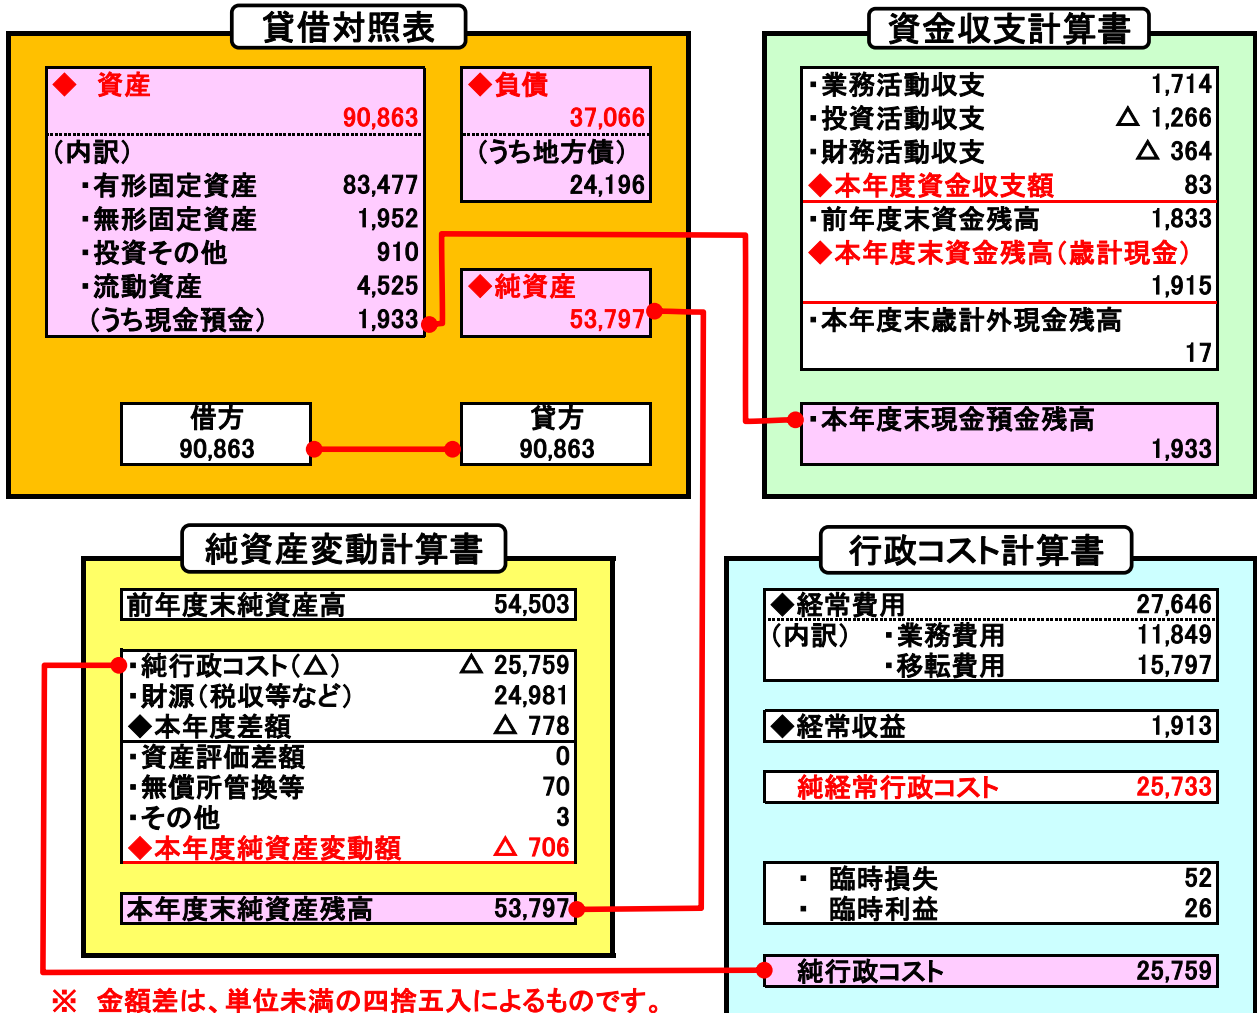 貸借対照表
◆ 資産
90,863
(内訳)
・有形固定資産 83,477
・無形固定資産 1,952
・投資その他 910
・流動資産 4,525
(うち現金預金) 1,933
◆負債
37,066
(うち地方債)
24,196
◆純資産
53,797
借方
90,863
貸方
90,863
資金収支計算書
・業務活動収支 1,714
・投資活動収支 △ 1,266
・財務活動収支 △ 364
◆本年度資金収支額 83
・前年度末資金残高 1,833
◆本年度末資金残高(歳計現金)
1,915
・本年度末歳計外現金残高
17
・本年度末現金預金残高
1,933
純資産変動計算書
前年度末純資産高 54,503
・純行政コスト(△) △ 25,759
・財源(税収等など) 24,981
◆本年度差額 △ 778
・資産評価差額 0
・無償所管換等 70
・その他 3
◆本年度純資産変動額 △ 706
本年度末純資産残高 53,797
行政コスト計算書
◆経常費用 27,646
(内訳) ・業務費用 11,849
・移転費用 15,797
◆経常収益 1,913
純経常行政コスト 25,733
・ 臨時損失 52
・ 臨時利益 26
純行政コスト 25,759
※ 金額差は、単位未満の四捨五入によるものです。